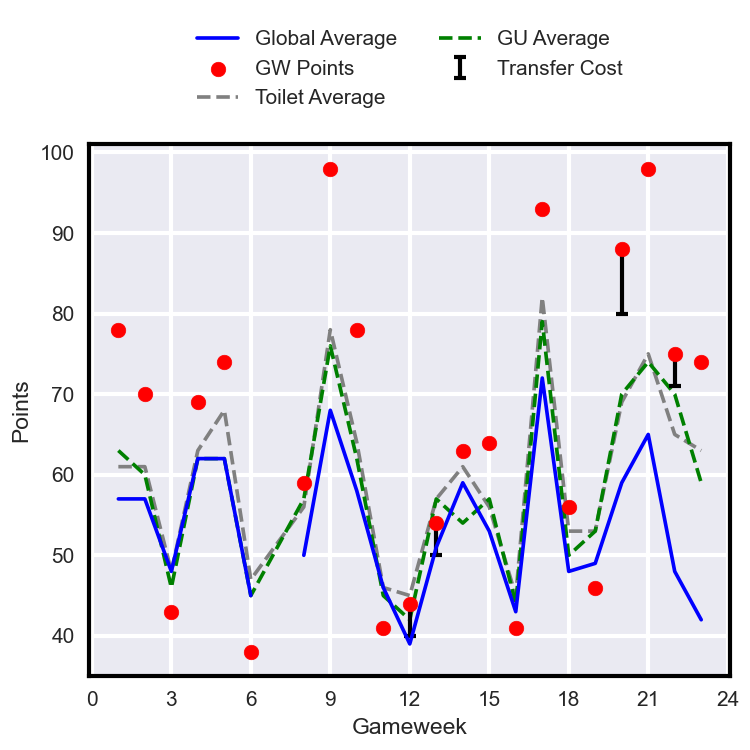 Global Average
GW Points
Toilet Average
GU Average
Transfer Cost
100
90
80
70
60
50
40
Points
0 3 6 9 12 15 18 21 24
Gameweek